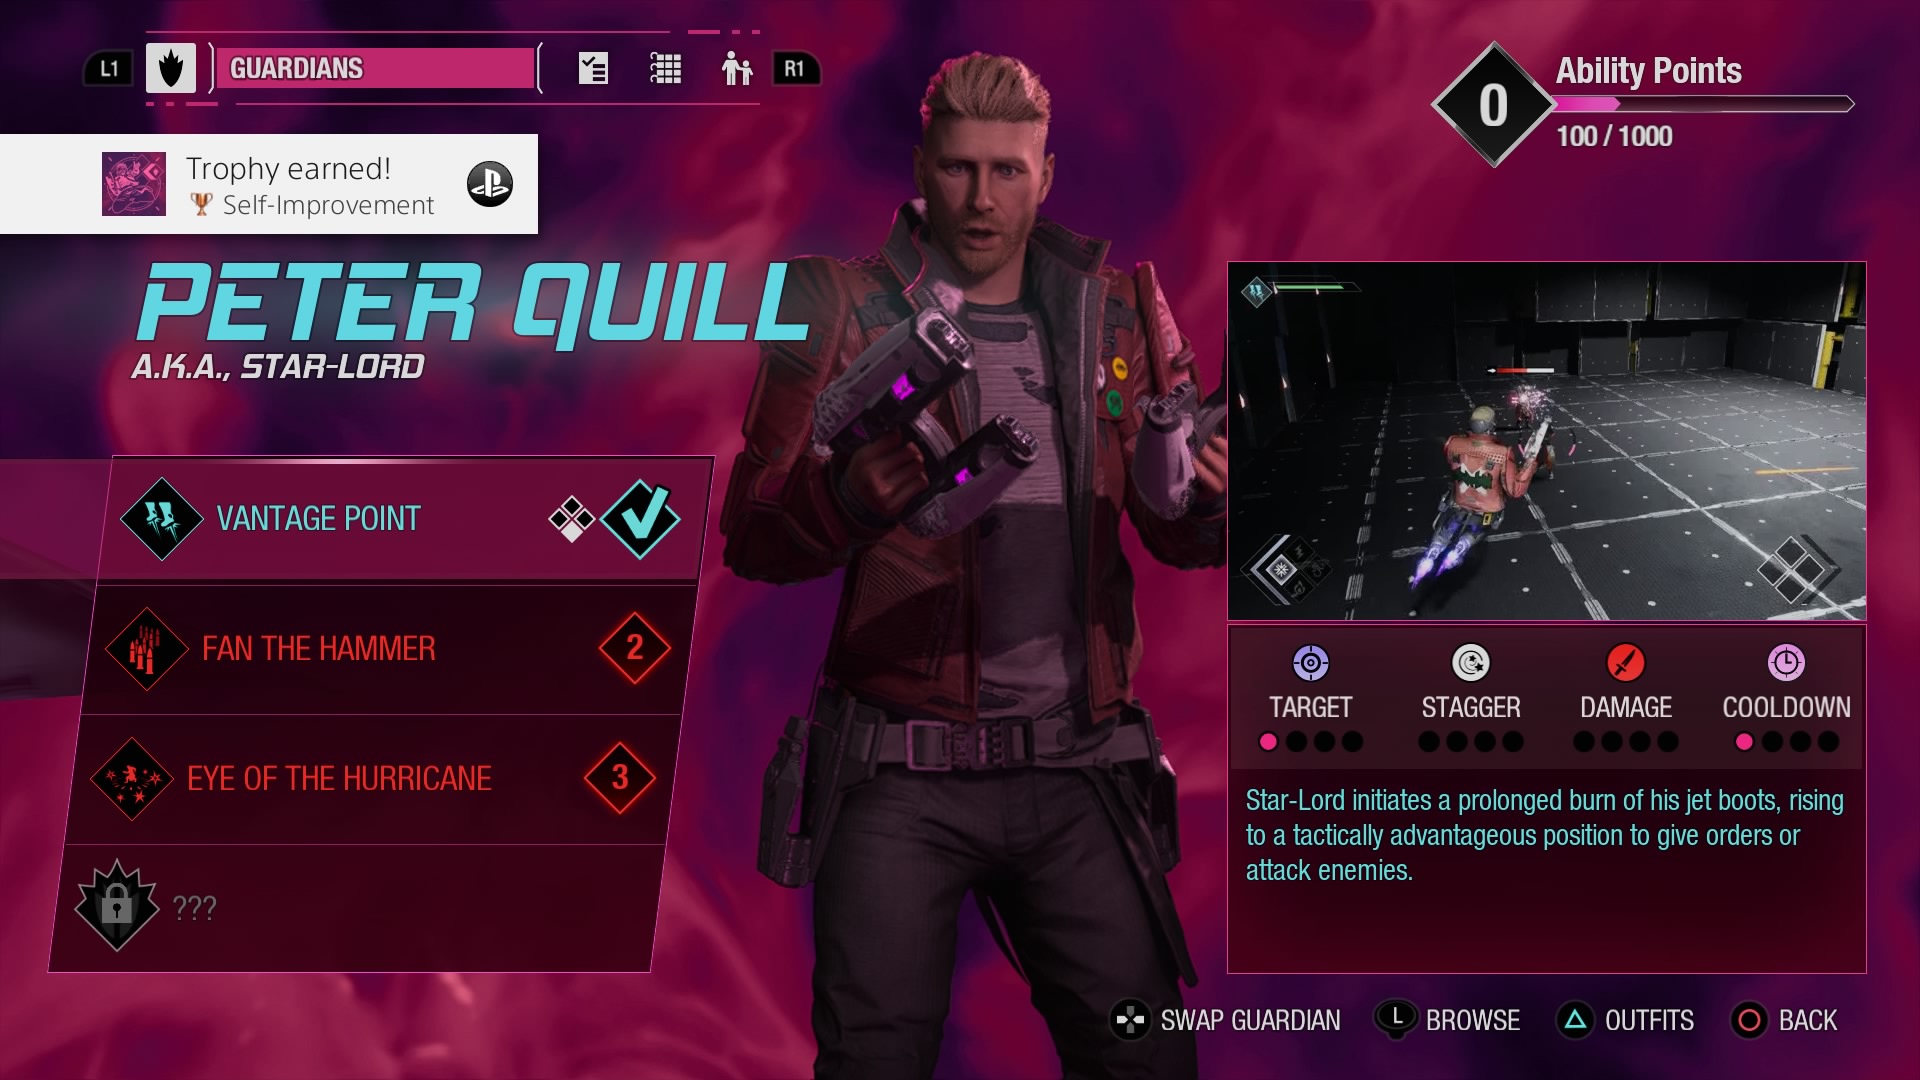 L1
GUARDIANS
R1
Trophy earned!
Self-Improvement
0
Ability Points
100 / 1000
PETER QUILL
A.K.A., STAR-LORD
VANTAGE POINT
FAN THE HAMMER
2
EYE OF THE HURRICANE
3
???
TARGET
STAGGER
DAMAGE
COOLDOWN
Star-Lord initiates a prolonged burn of his jet boots, rising
to a tactically advantageous position to give orders or
attack enemies.
SWAP GUARDIAN
L
BROWSE
OUTFITS
BACK